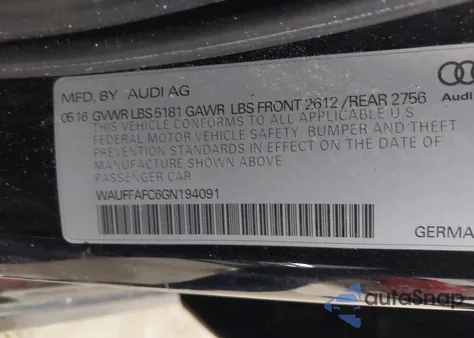 MFD. BY AUDI AG
Audi
0516 GVWR LBS 5181 GAWR LBS FRONT 2612 /REAR 2756
THIS VEHICLE CONFORMS TO ALL APPLICABLE U.S.
FEDERAL MOTOR VEHICLE SAFETY, BUMPER AND THEFT
PREVENTION STANDARDS IN EFFECT ON THE DATE OF
MANUFACTURE SHOWN ABOVE
PASSENGER CAR
WAUFFAFC6GN194091
GERMA
autoSnap